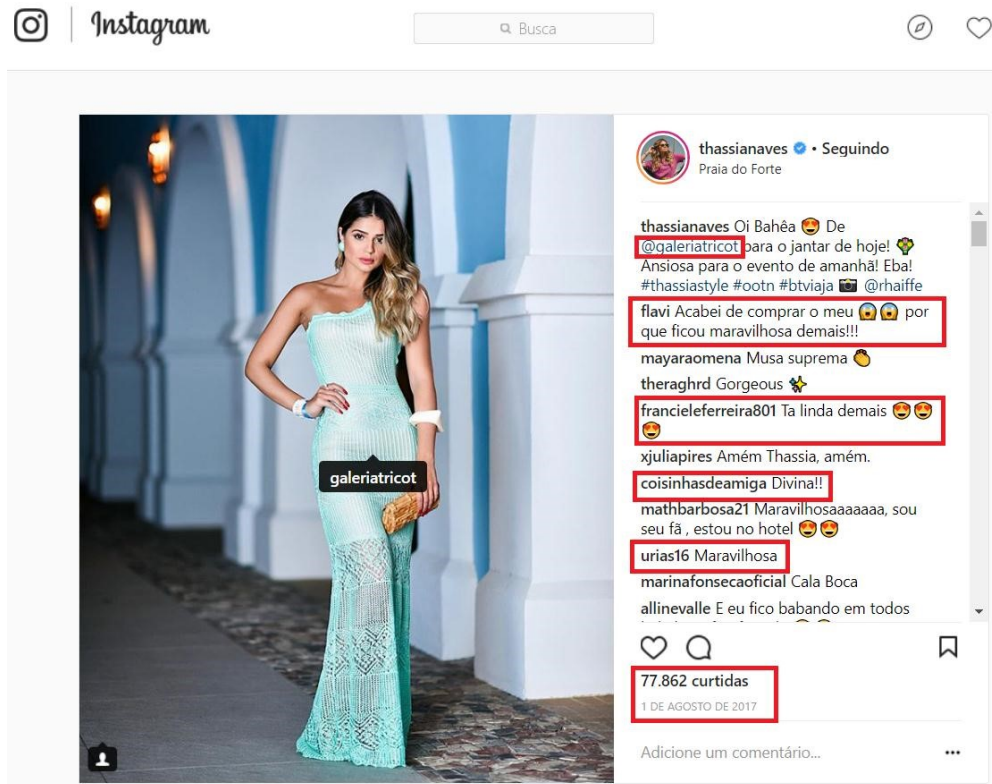 Instagram
Busca
thassianaves • Seguindo
Praia do Forte
thassianaves Oi Bahêa 😍 De
@galeriatricot para o jantar de hoje! 💐
Ansiosa para o evento de amanhã! Eba!
#thassiastyle #ootn #btviaja 📷 @rhaiffe
flavi Acabei de comprar o meu 😱😱 por
que ficou maravilhosa demais!!!
mayaraomena Musa suprema 👏
theraghrd Gorgeous ✨
francieleferreira801 Ta linda demais 😍😍
😍
xjuliapires Amém Thassia, amém.
coisinhasdeamiga Divina!!
mathbarbosa21 Maravilhosaaaaaaa, sou
seu fã , estou no hotel 😍😍
urias16 Maravilhosa
marinafonsecaoficial Cala Boca
allinevalle E eu fico babando em todos
77.862 curtidas
1 DE AGOSTO DE 2017
Adicione um comentário...
galeriatricot